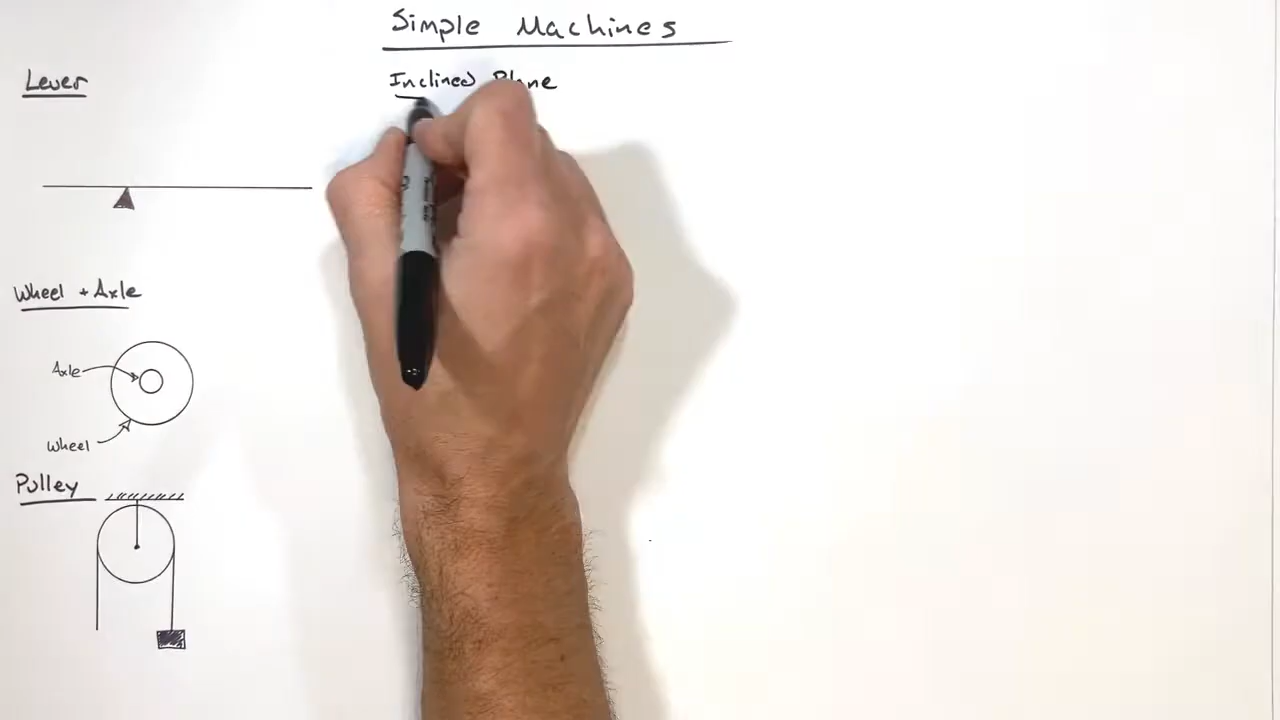 Simple Machines
Lever
Inclined Plane
Wheel + Axle
Axle
Wheel
Pulley